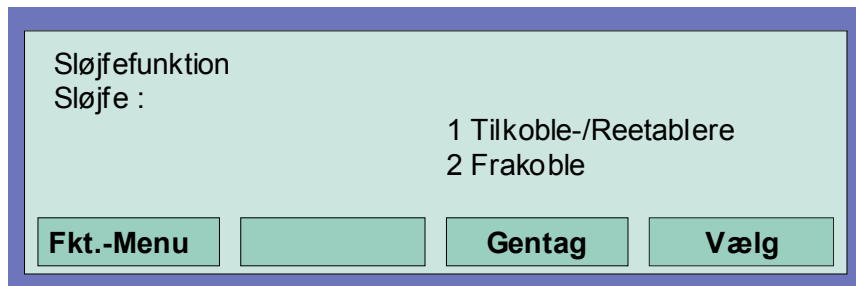 Sløjfefunktion
Sløjfe :
1 Tilkoble-/Reetablere
2 Frakoble
Fkt.-Menu Gentag Vælg